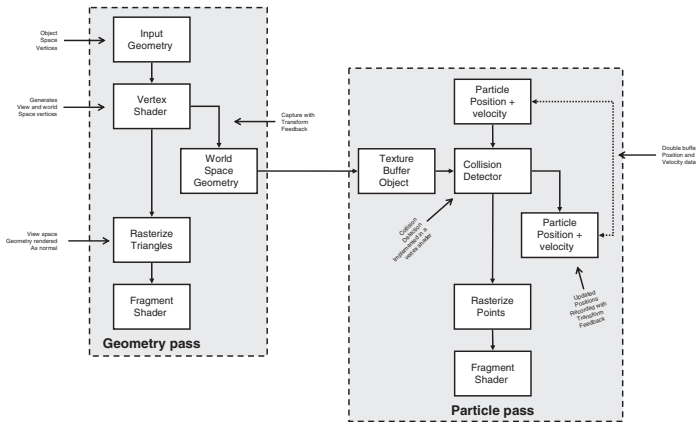 Object
Space
Vertices
Input
Geometry
Generates
View and world
Space vertices
Vertex
Shader
Capture with
Transform
Feedback
World
Space
Geometry
View space
Geometry rendered
As normal
Rasterize
Triangles
Fragment
Shader
Geometry pass
Particle
Position +
velocity
Double buffe
Position and
Velocity data
Texture
Buffer
Object
Collision
Detector
Collision
Detection
Implemented in a
vertex shader
Particle
Position +
velocity
Updated
Positions
Recorded with
Transform
Feedback
Rasterize
Points
Fragment
Shader
Particle pass